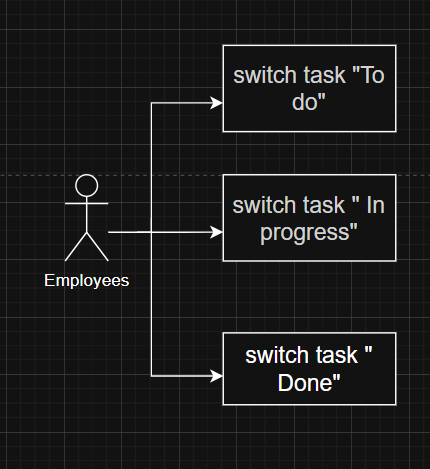 switch task "To
do"
switch task " In
progress"
Employees
switch task "
Done"